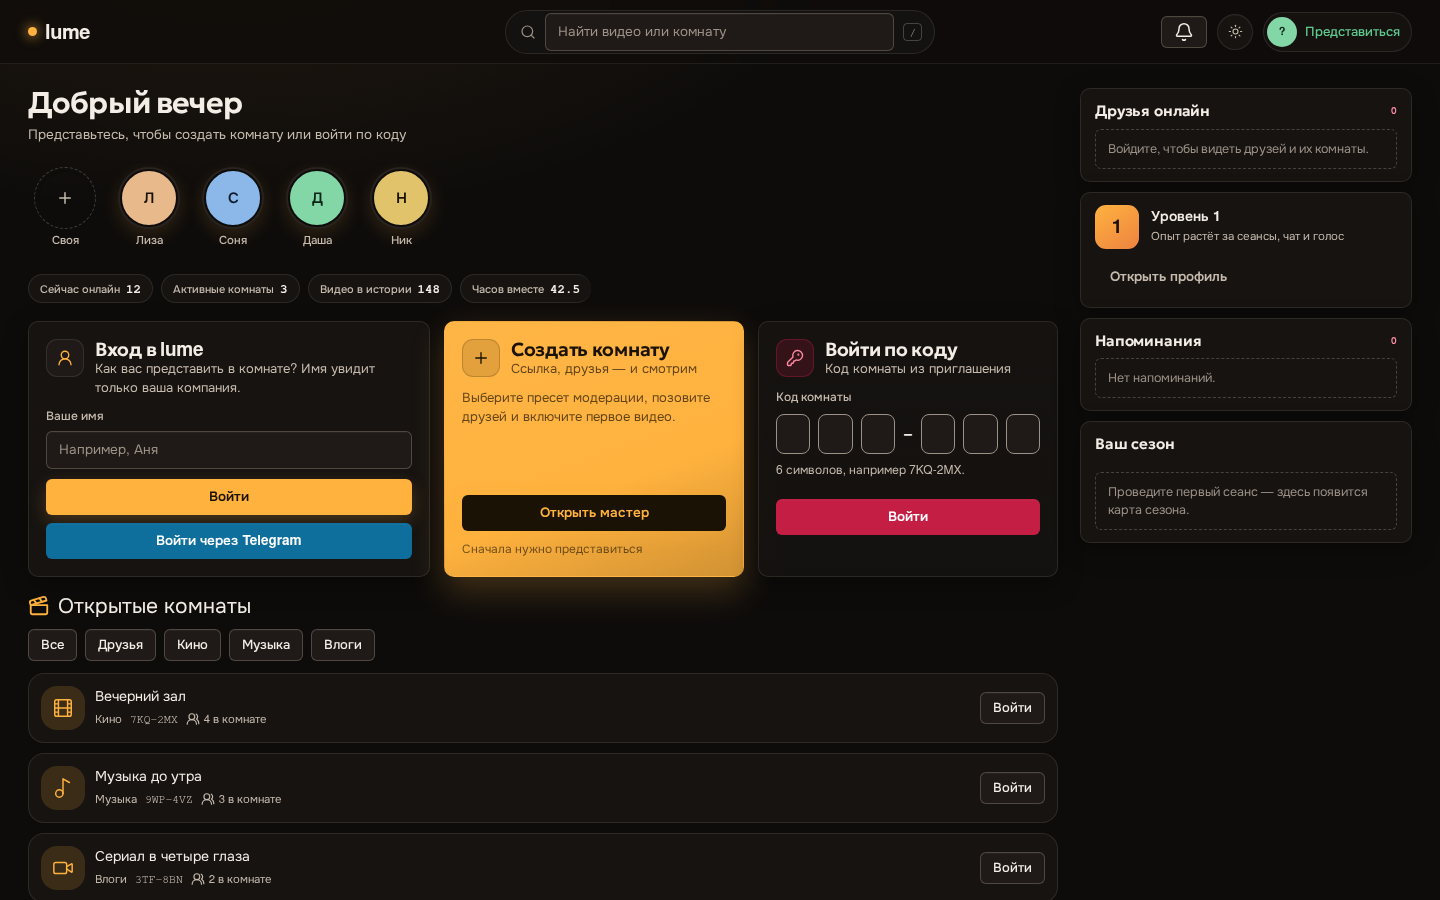 lume
Найти видео или комнату
/
?
Представиться
Добрый вечер
Представьтесь, чтобы создать комнату или войти по коду
Л
С
Д
Н
Своя
Лиза
Соня
Даша
Ник
Сейчас онлайн 12
Активные комнаты 3
Видео в истории 148
Часов вместе 42.5
Вход в lume
Как вас представить в комнате? Имя увидит
только ваша компания.
Ваше имя
Например, Аня
Войти
Войти через Telegram
Создать комнату
Ссылка, друзья — и смотрим
Выберите пресет модерации, позовите
друзей и включите первое видео.
Открыть мастер
Сначала нужно представиться
Войти по коду
Код комнаты из приглашения
Код комнаты
–
6 символов, например 7KQ-2MX.
Войти
Открытые комнаты
Все
Друзья
Кино
Музыка
Влоги
Вечерний зал
Кино 7KQ-2MX 4 в комнате
Войти
Музыка до утра
Музыка 9WP-4VZ 3 в комнате
Войти
Сериал в четыре глаза
Влоги 3TF-8BN 2 в комнате
Войти
Друзья онлайн
0
Войдите, чтобы видеть друзей и их комнаты.
1
Уровень 1
Опыт растёт за сеансы, чат и голос
Открыть профиль
Напоминания
0
Нет напоминаний.
Ваш сезон
Проведите первый сеанс — здесь появится
карта сезона.